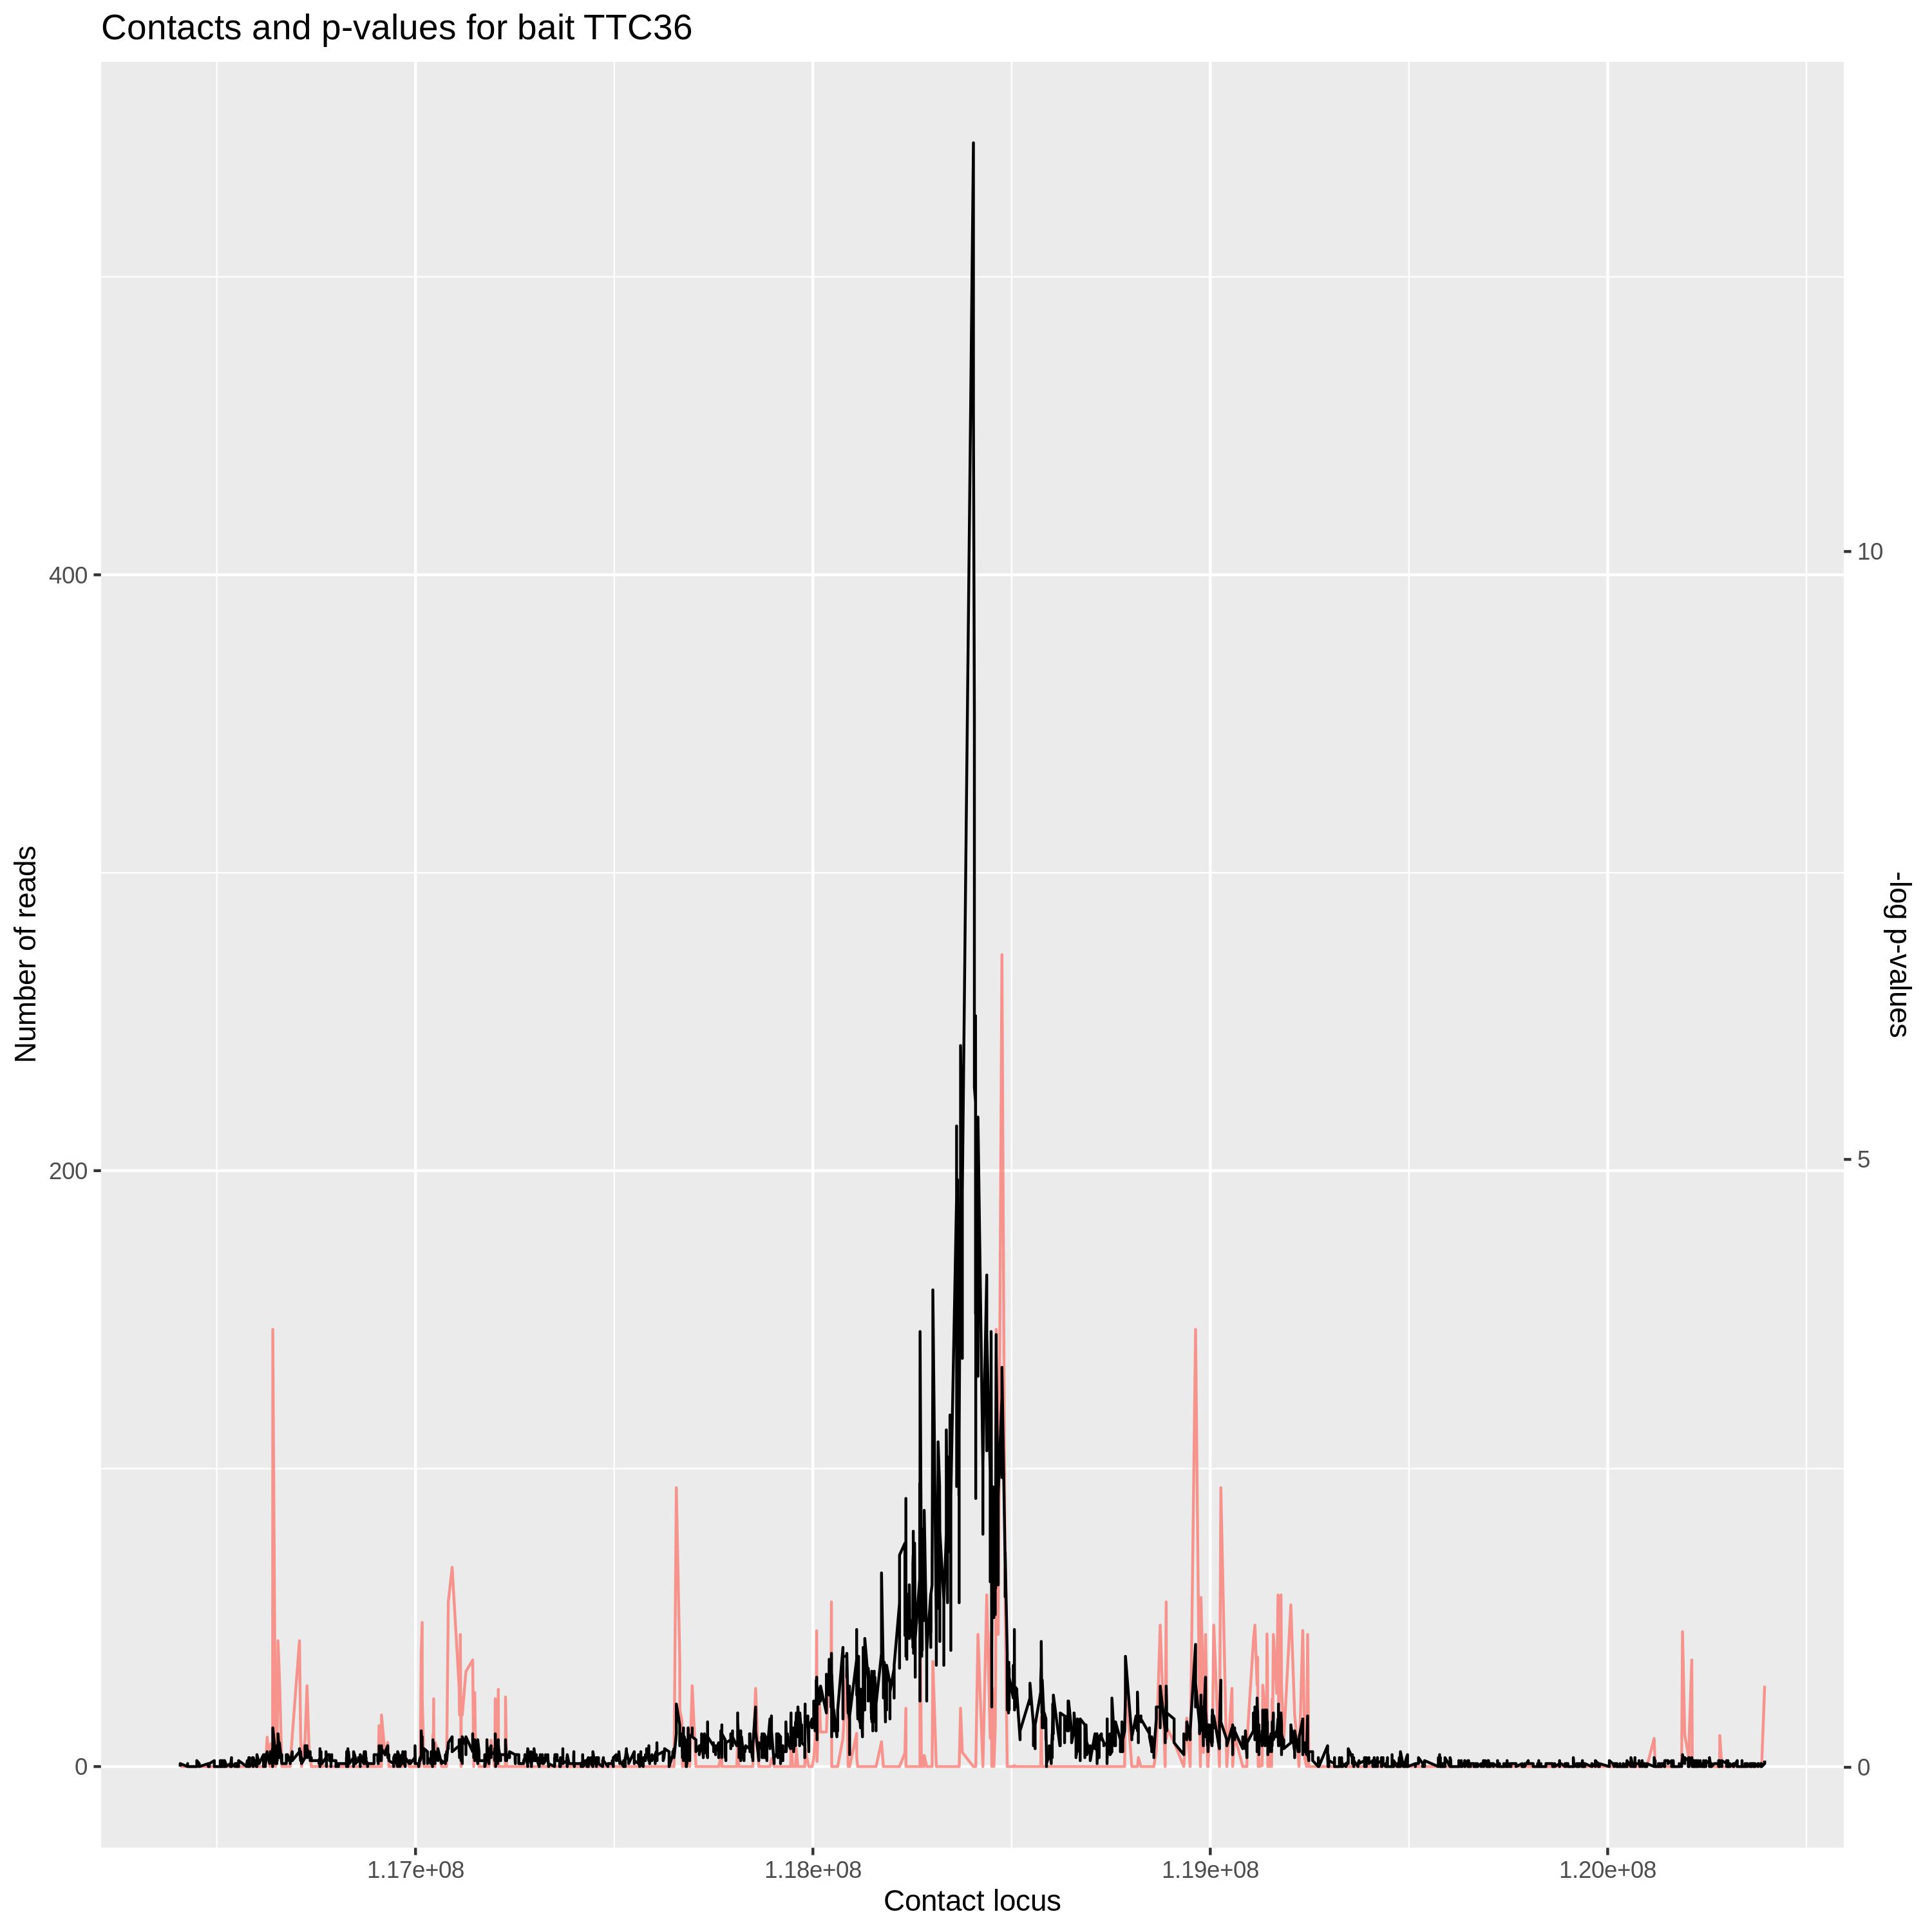 Contacts and p-values for bait TTC36
Number of reads
400
200
0
10
5
0
-log p-values
1.17e+08
1.18e+08
1.19e+08
1.20e+08
Contact locus